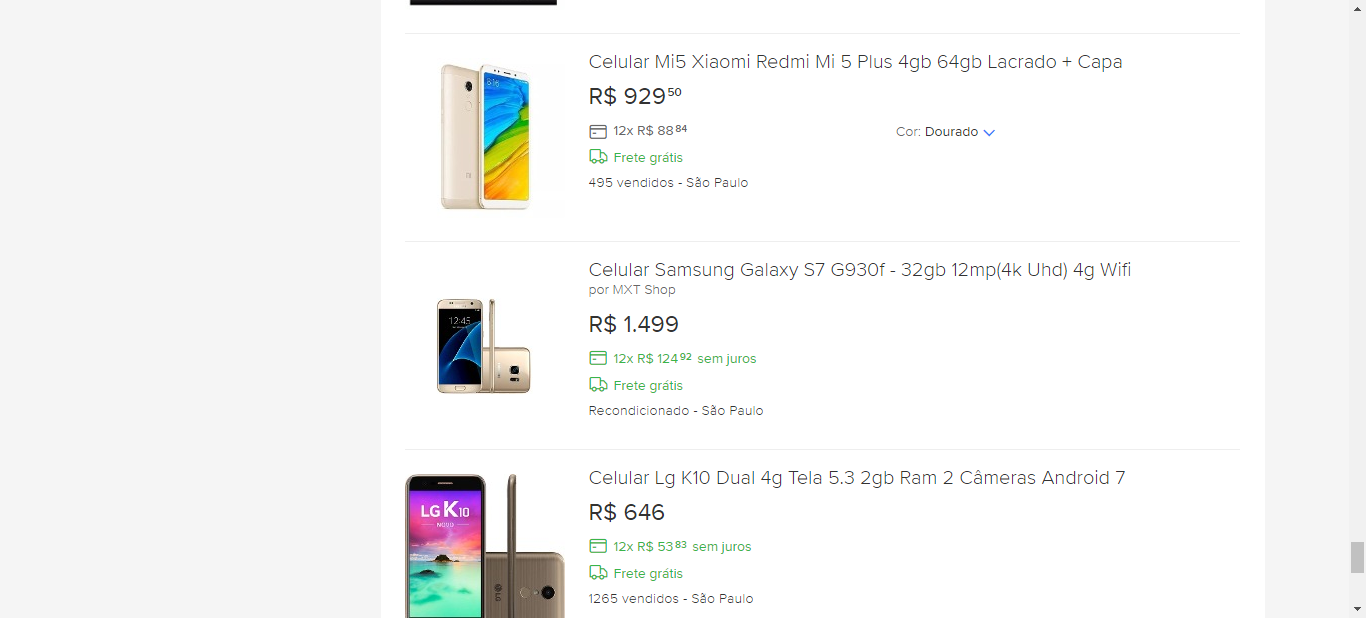 Celular Mi5 Xiaomi Redmi Mi 5 Plus 4gb 64gb Lacrado + Capa
R$ 929 50
12x R$ 88 84
Cor: Dourado
Frete grátis
495 vendidos - São Paulo
Celular Samsung Galaxy S7 G930f - 32gb 12mp(4k Uhd) 4g Wifi
por MXT Shop
12:45
R$ 1.499
12x R$ 124 92 sem juros
Frete grátis
Recondicionado - São Paulo
Celular Lg K10 Dual 4g Tela 5.3 2gb Ram 2 Câmeras Android 7
LG K10
NOVO
LG
R$ 646
12x R$ 53 83 sem juros
Frete grátis
1265 vendidos - São Paulo